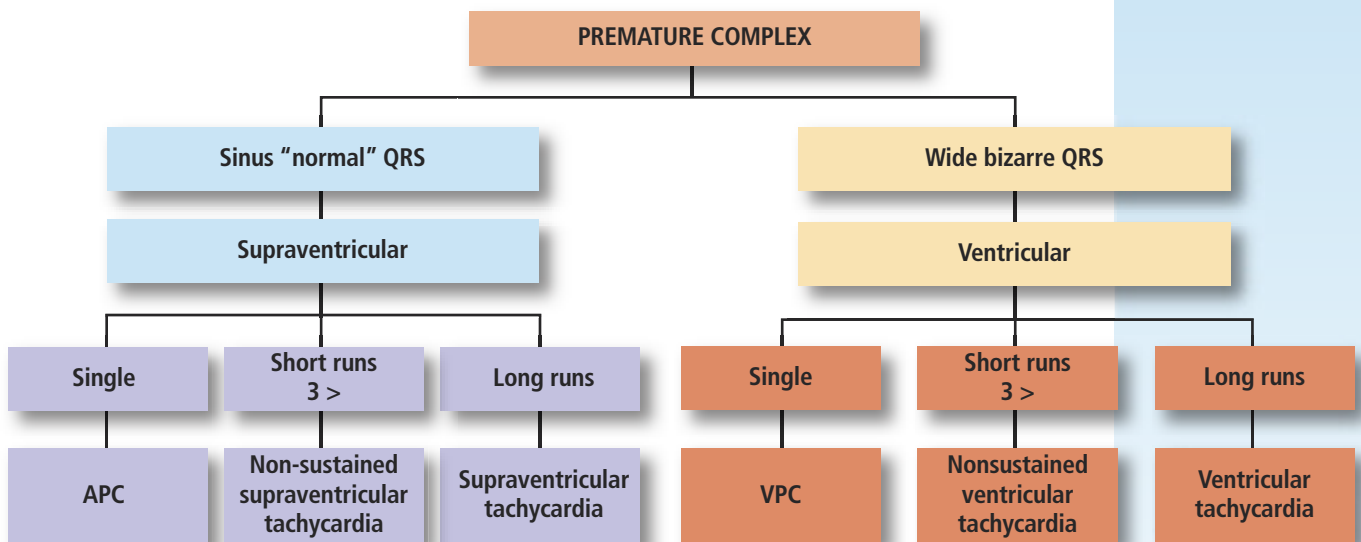 PREMATURE COMPLEX
Sinus “normal” QRS
Wide bizarre QRS
Supraventricular
Ventricular
Single
Short runs
3 >
Long runs
Single
Short runs
3 >
Long runs
APC
Non-sustained
supraventricular
tachycardia
Supraventricular
tachycardia
VPC
Nonsustained
ventricular
tachycardia
Ventricular
tachycardia